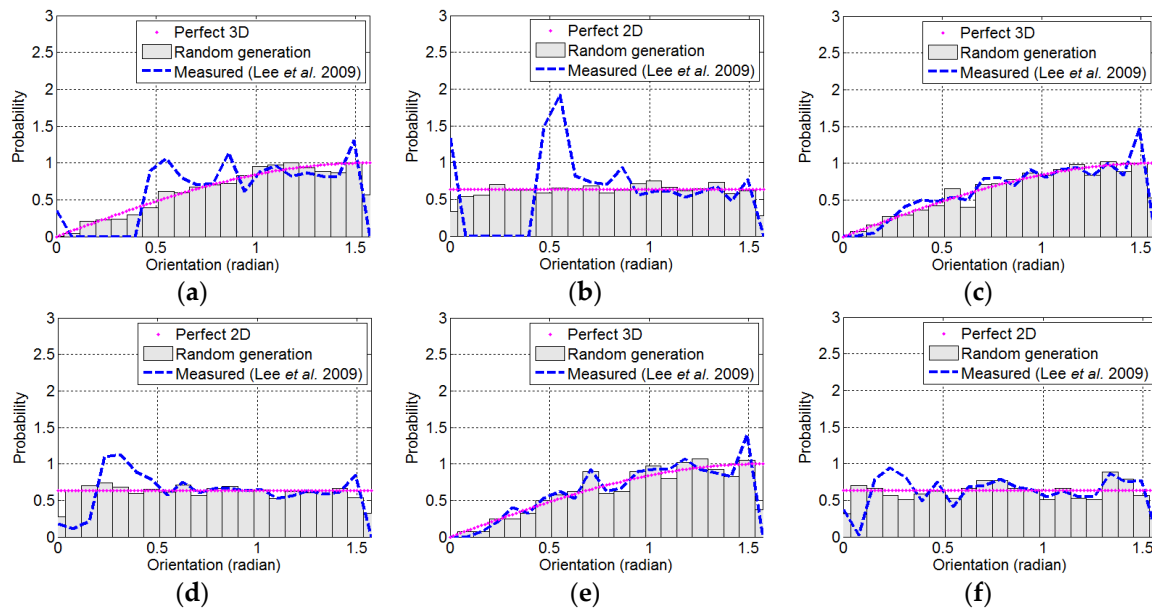 3
2.5
2
1.5
1
0.5
0
Probability
Perfect 3D
Random generation
Measured (Lee et al. 2009)
0 0.5 1 1.5
Orientation (radian)
(a)
3
2.5
2
1.5
1
0.5
0
Probability
Perfect 2D
Random generation
Measured (Lee et al. 2009)
0 0.5 1 1.5
Orientation (radian)
(b)
3
2.5
2
1.5
1
0.5
0
Probability
Perfect 3D
Random generation
Measured (Lee et al. 2009)
0 0.5 1 1.5
Orientation (radian)
(c)
3
2.5
2
1.5
1
0.5
0
Probability
Perfect 2D
Random generation
Measured (Lee et al. 2009)
0 0.5 1 1.5
Orientation (radian)
(d)
3
2.5
2
1.5
1
0.5
0
Probability
Perfect 3D
Random generation
Measured (Lee et al. 2009)
0 0.5 1 1.5
Orientation (radian)
(e)
3
2.5
2
1.5
1
0.5
0
Probability
Perfect 2D
Random generation
Measured (Lee et al. 2009)
0 0.5 1 1.5
Orientation (radian)
(f)